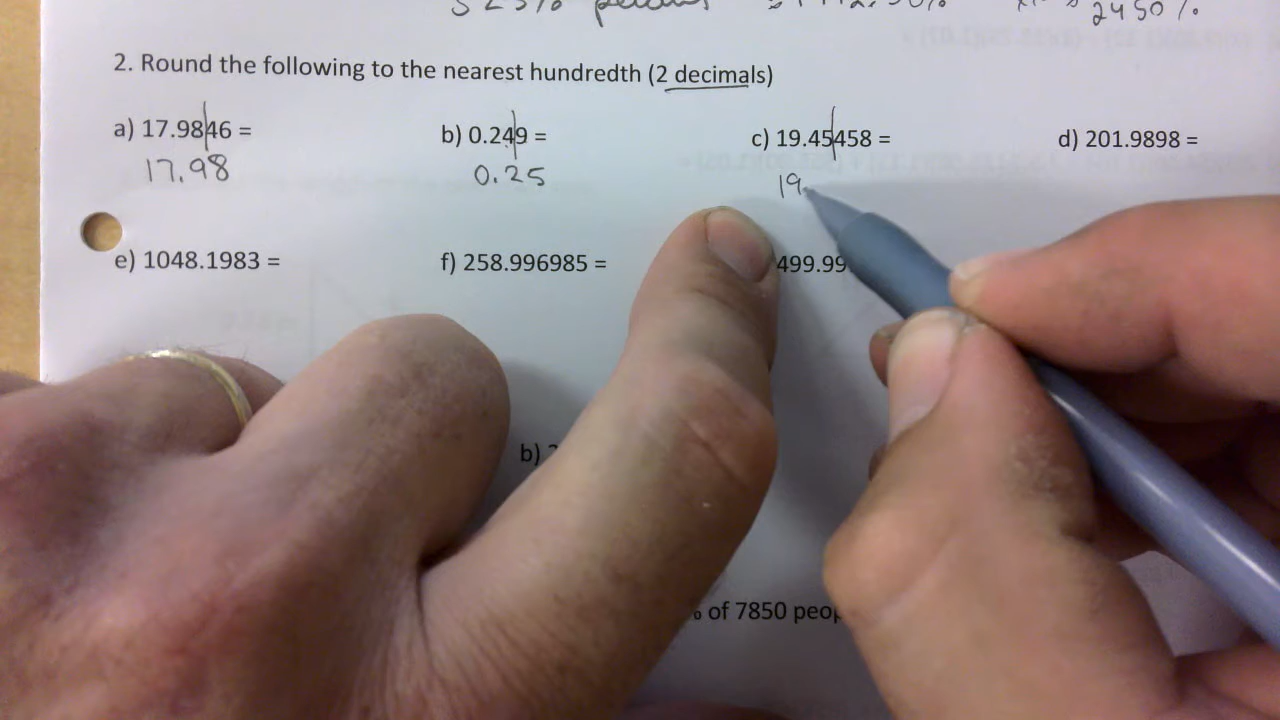 2450%
2. Round the following to the nearest hundredth (2 decimals)
a) 17.9846 = b) 0.249 = c) 19.45458 = d) 201.9898 =
17.98 0.25 19.
e) 1048.1983 = f) 258.996985 = 499.99
b)
of 7850